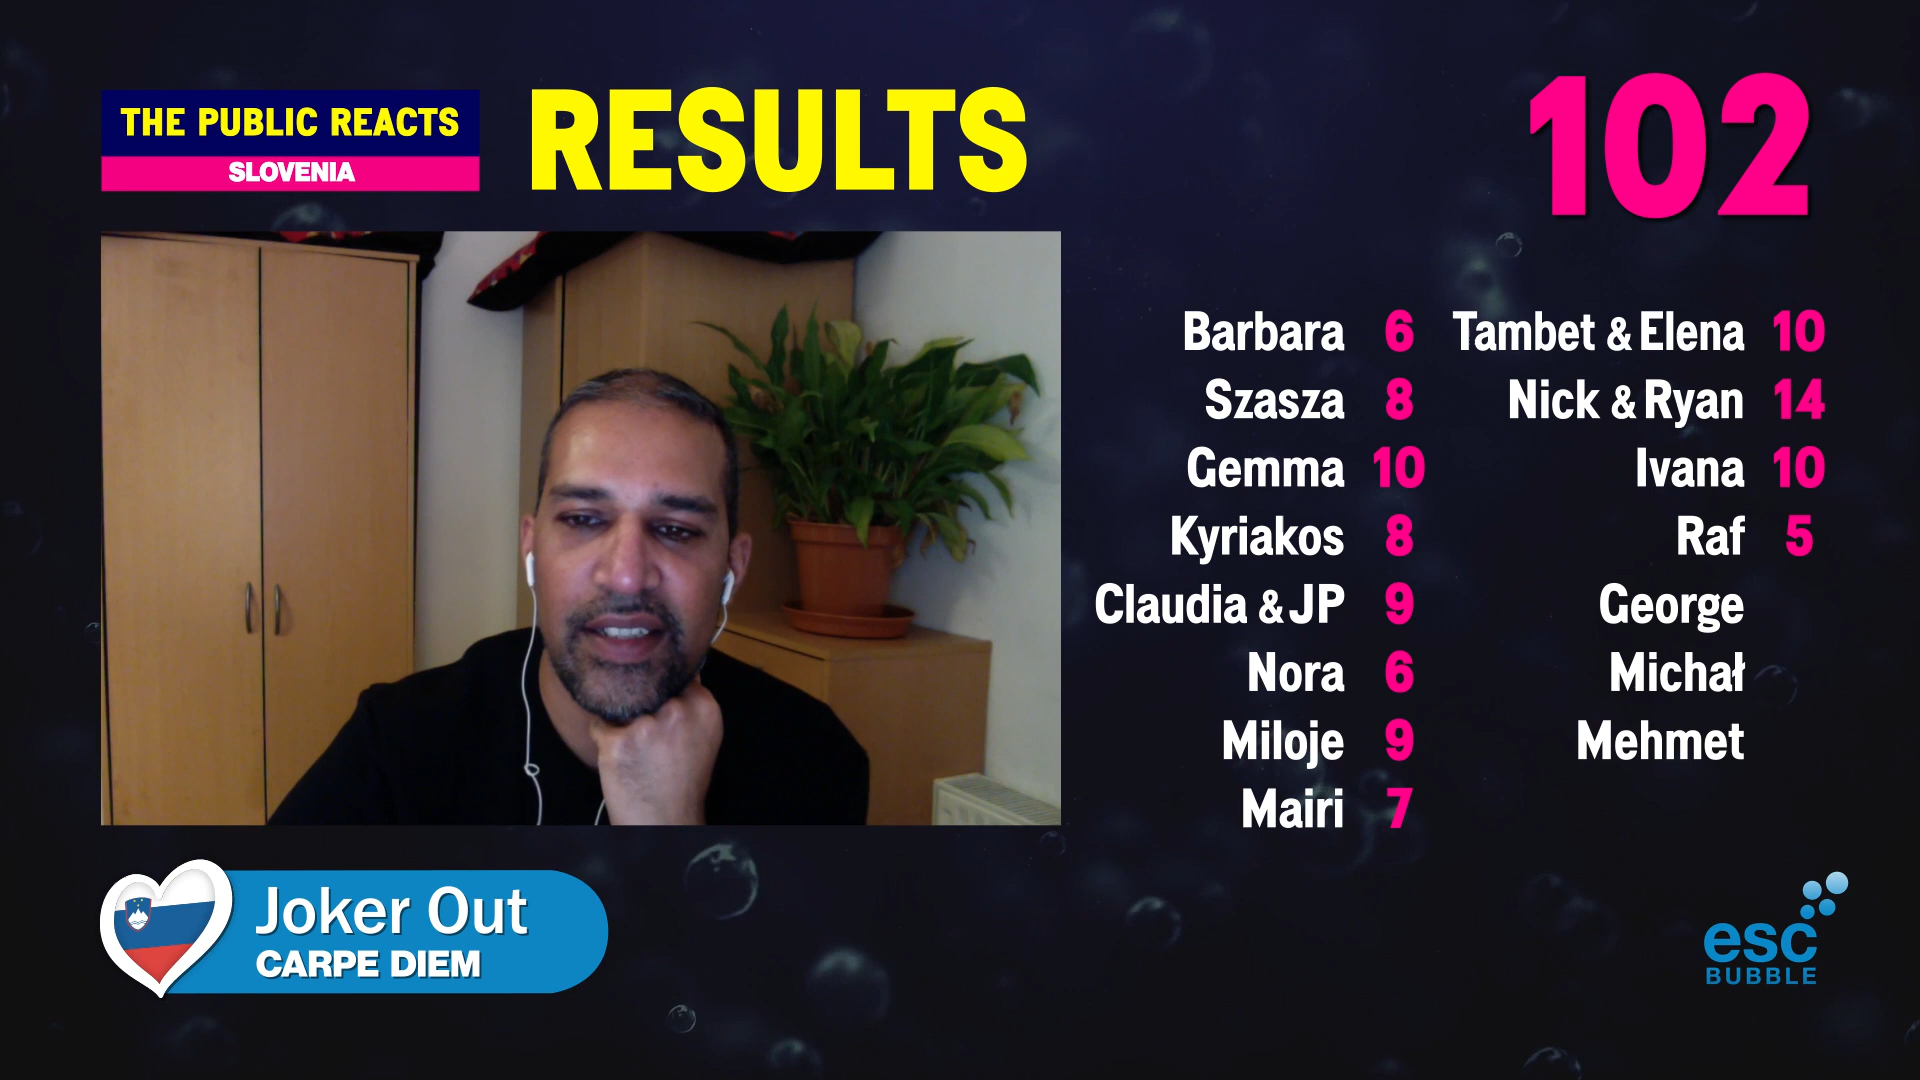 THE PUBLIC REACTS
SLOVENIA
RESULTS
102
Barbara 6
Szasza 8
Gemma 10
Kyriakos 8
Claudia & JP 9
Nora 6
Miloje 9
Mairi 7
Tambet & Elena 10
Nick & Ryan 14
Ivana 10
Raf 5
George
Michał
Mehmet
Joker Out
CARPE DIEM
esc
BUBBLE